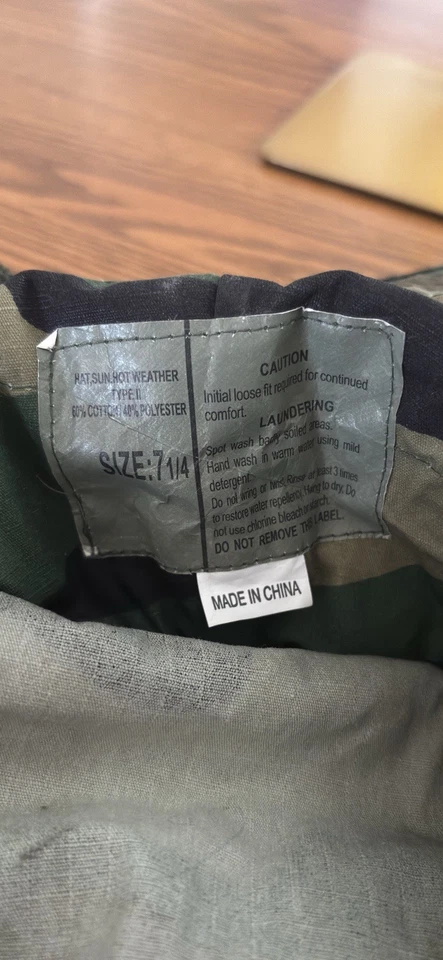 HAT,SUN,HOT WEATHER
TYPE II
60% COTTON/ 40% POLYESTER
SIZE:7 1/4
CAUTION
Initial loose fit required for continued
comfort.
LAUNDERING
Spot wash badly soiled areas.
Hand wash in warm water using mild
detergent. Rinse at least 3 times
Do not wring or twist. Hang to dry. Do
to restore water repellents.
not use chlorine bleach or starch.
DO NOT REMOVE THIS LABEL.
MADE IN CHINA